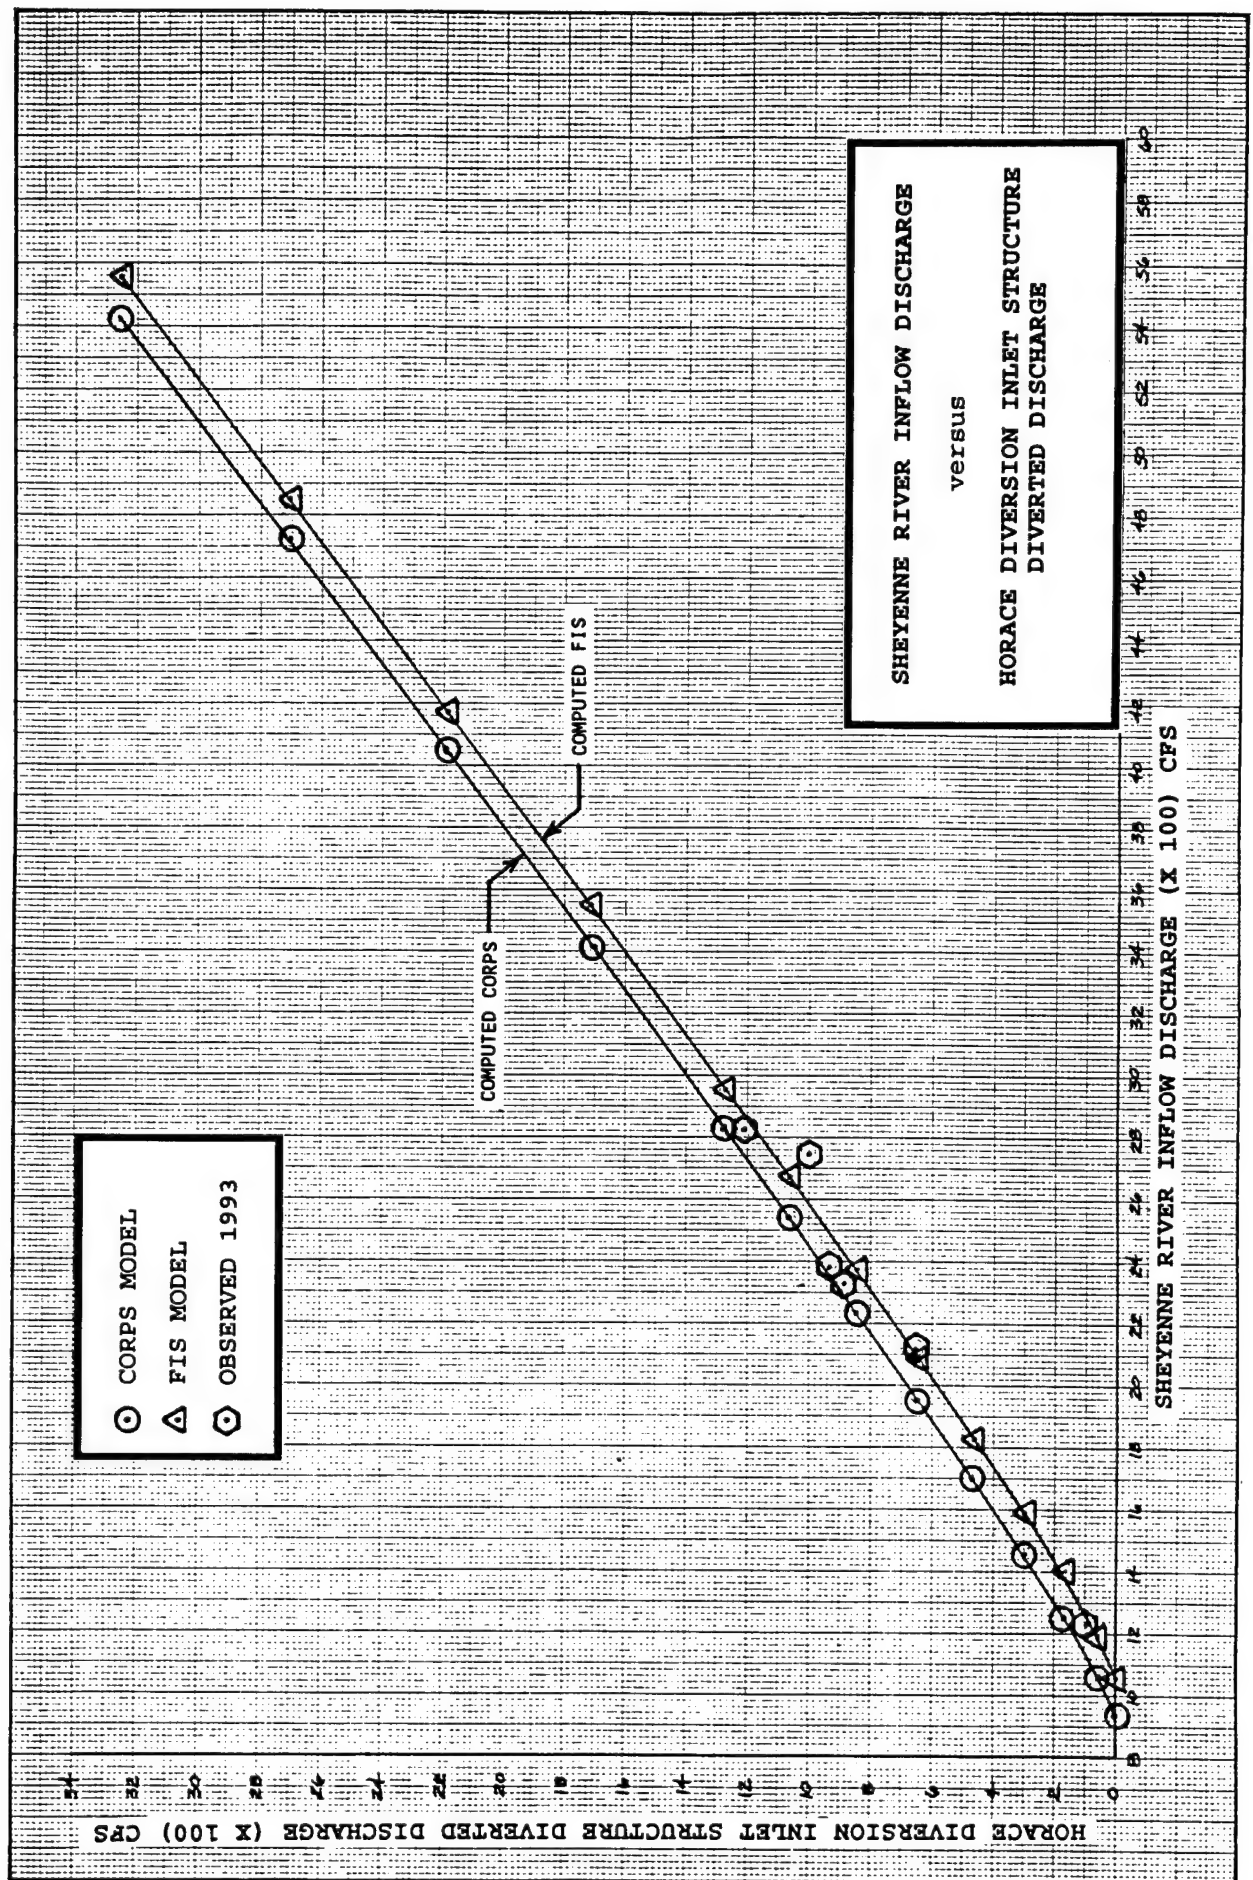 CORPS MODEL
FIS MODEL
OBSERVED 1993
COMPUTED CORPS
COMPUTED FIS
SHEYENNE RIVER INFLOW DISCHARGE
versus
HORACE DIVERSION INLET STRUCTURE
DIVERTED DISCHARGE
HORACE DIVERSION INLET STRUCTURE DIVERTED DISCHARGE (X 100) CFS
34
32
30
28
26
24
22
20
18
16
14
12
10
8
6
4
2
0
8 10 12 14 16 18 20 22 24 26 28 30 32 34 36 38 40 42 44 46 48 50 52 54 56 58 60
SHEYENNE RIVER INFLOW DISCHARGE (X 100) CFS